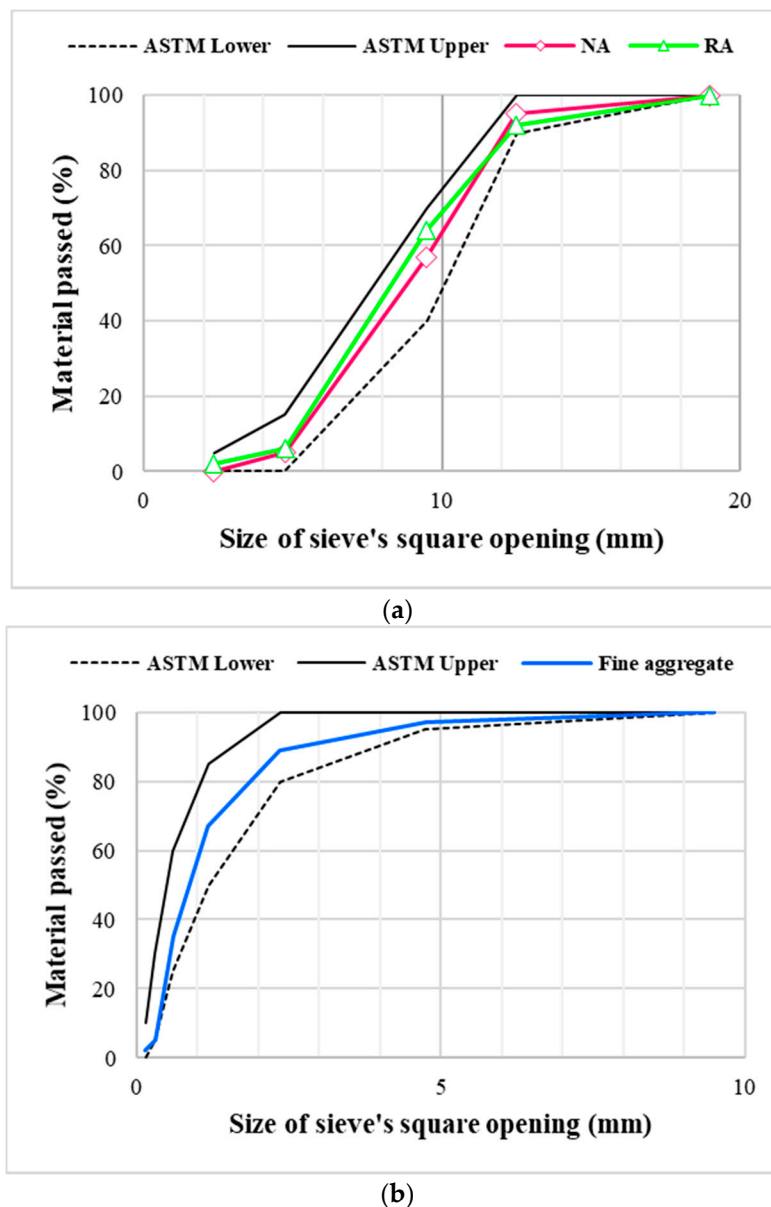 ASTM Lower ASTM Upper NA RA
100
80
60
40
20
0
Material passed (%)
0 10 20
Size of sieve's square opening (mm)
(a)
ASTM Lower ASTM Upper Fine aggregate
100
80
60
40
20
0
Material passed (%)
0 5 10
Size of sieve's square opening (mm)
(b)